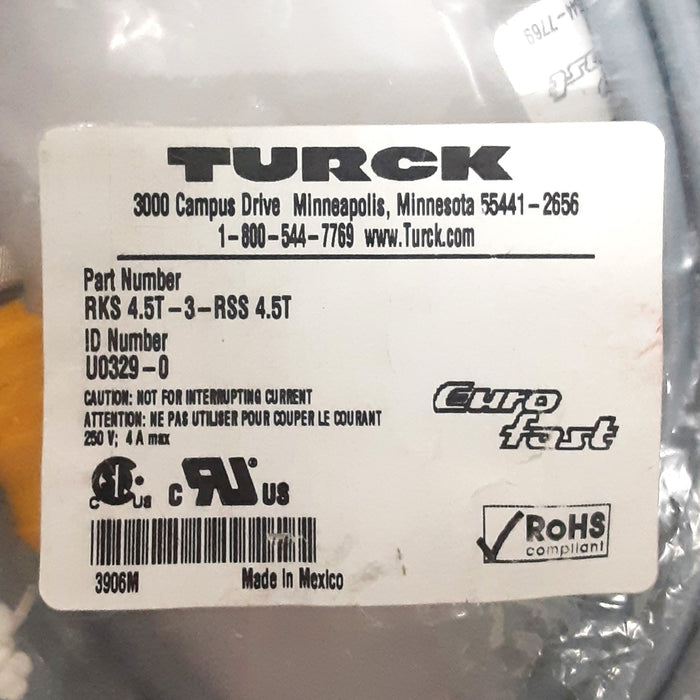 TURCK
3000 Campus Drive Minneapolis, Minnesota 55441-2656
1-800-544-7769 www.Turck.com
Part Number
RKS 4.5T-3-RSS 4.5T
ID Number
U0329-0
CAUTION: NOT FOR INTERRUPTING CURRENT
ATTENTION: NE PAS UTILISER POUR COUPER LE COURANT
250 V; 4 A max
Euro
fast
C US
C RU® US
RoHS
compliant
3906M Made In Mexico
-7769